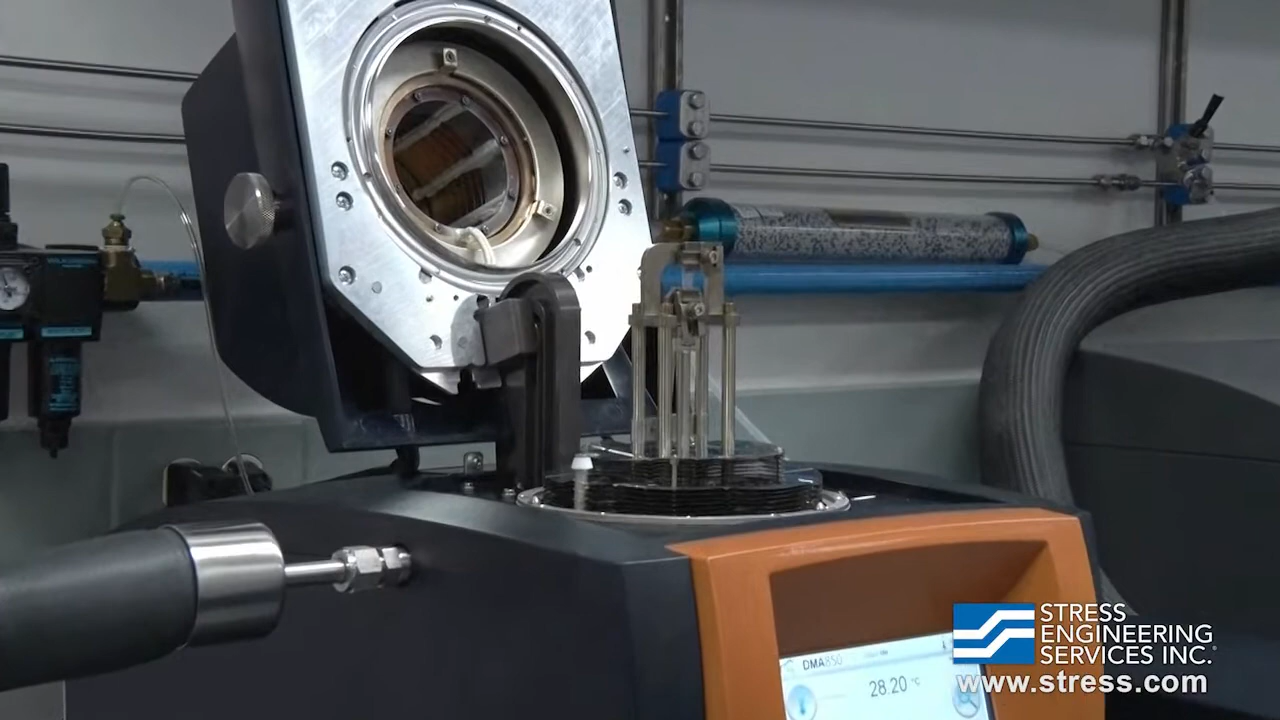 DMA850
28.20 °C
STRESS
ENGINEERING
SERVICES INC.®
www.stress.com